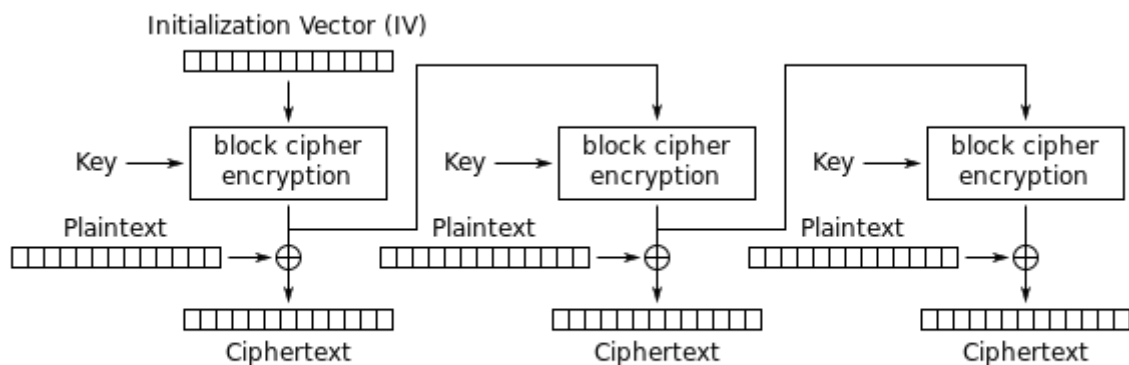 Initialization Vector (IV)
Key
block cipher
encryption
Key
block cipher
encryption
Key
block cipher
encryption
Plaintext
Plaintext
Plaintext
Ciphertext
Ciphertext
Ciphertext